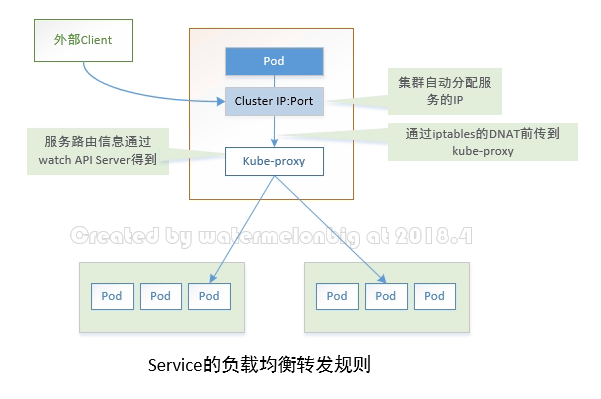 外部Client
Pod
Cluster IP:Port
集群自动分配服
务的IP
服务路由信息通过
watch API Server得到
通过iptables的DNAT前传到
kube-proxy
Kube-proxy
Created by watermelonbig at 2018.4
Pod Pod Pod
Pod Pod Pod
Service的负载均衡转发规则